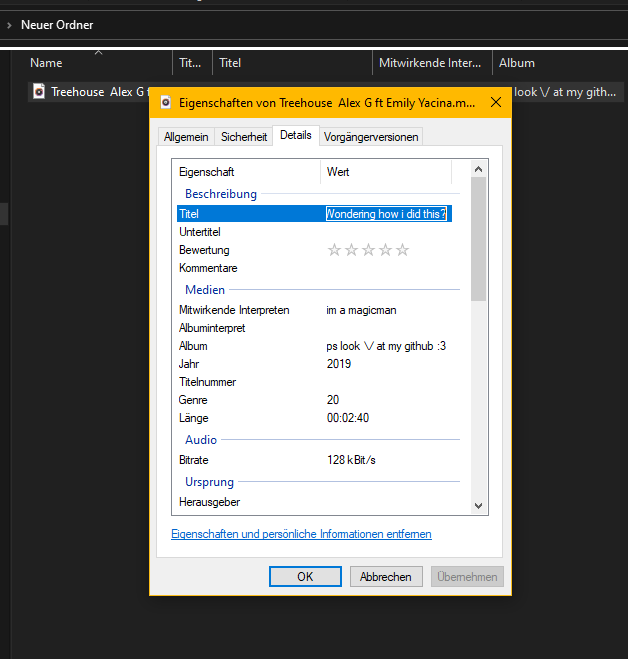 Neuer Ordner
Name Tit... Titel Mitwirkende Inter... Album
Treehouse Alex G f look \/ at my gith...
Eigenschaften von Treehouse Alex G ft Emily Yacina.m...
Allgemein Sicherheit Details Vorgängerversionen
Eigenschaft Wert
Beschreibung
Titel Wondering how i did this?
Untertitel
Bewertung
Kommentare
Medien
Mitwirkende Interpreten im a magicman
Albuminterpret
Album ps look \/ at my github :3
Jahr 2019
Titelnummer
Genre 20
Länge 00:02:40
Audio
Bitrate 128 kBit/s
Ursprung
Herausgeber
Eigenschaften und persönliche Informationen entfernen
OK Abbrechen Übernehmen